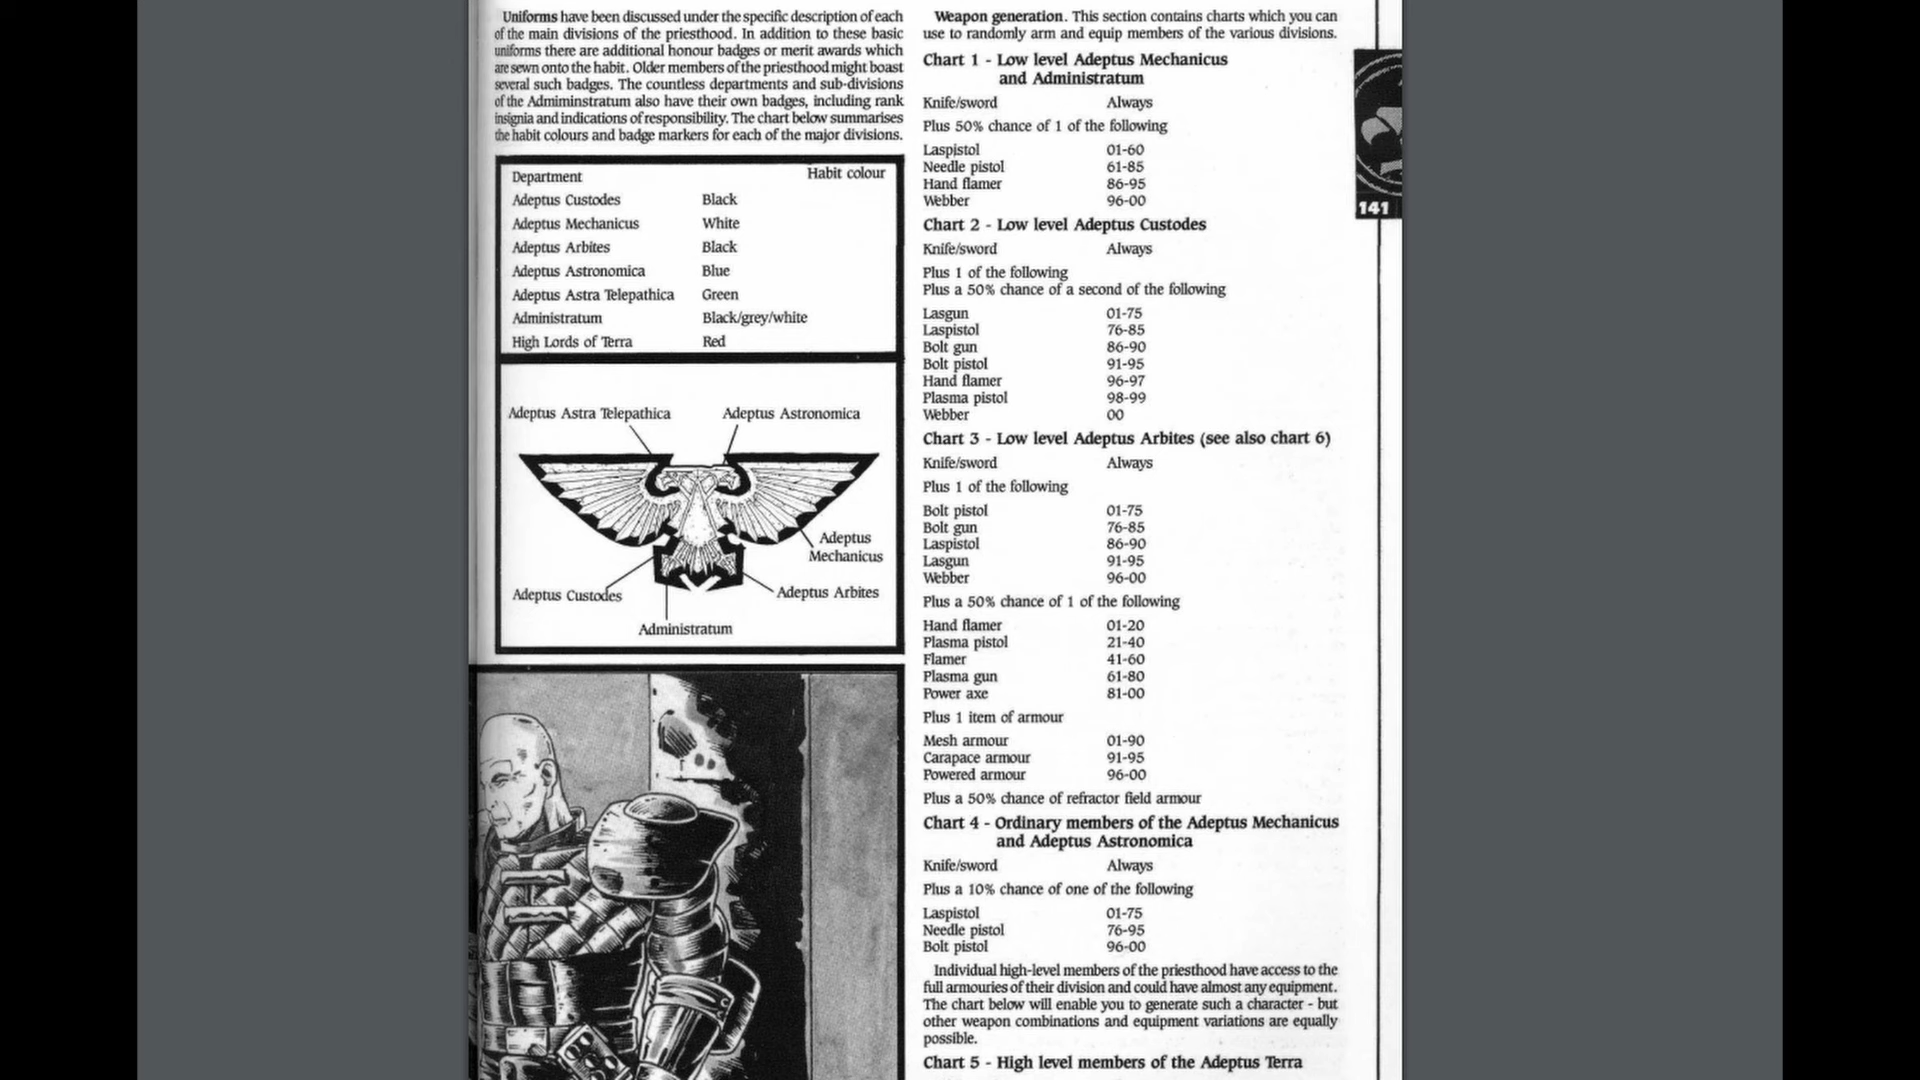 Uniforms have been discussed under the specific description of each
of the main divisions of the priesthood. In addition to these basic
uniforms there are additional honour badges or merit awards which
are sewn onto the habit. Older members of the priesthood might boast
several such badges. The countless departments and sub-divisions
of the Admiminstratum also have their own badges, including rank
insignia and indications of responsibility. The chart below summarises
the habit colours and badge markers for each of the major divisions.
Department Habit colour
Adeptus Custodes Black
Adeptus Mechanicus White
Adeptus Arbites Black
Adeptus Astronomica Blue
Adeptus Astra Telepathica Green
Administratum Black/grey/white
High Lords of Terra Red
Adeptus Astra Telepathica Adeptus Astronomica
Adeptus
Mechanicus
Adeptus Custodes Adeptus Arbites
Administratum
Weapon generation. This section contains charts which you can
use to randomly arm and equip members of the various divisions.
Chart 1 - Low level Adeptus Mechanicus
and Administratum
Knife/sword Always
Plus 50% chance of 1 of the following
Laspistol 01-60
Needle pistol 61-85
Hand flamer 86-95
Webber 96-00
Chart 2 - Low level Adeptus Custodes
Knife/sword Always
Plus 1 of the following
Plus a 50% chance of a second of the following
Lasgun 01-75
Laspistol 76-85
Bolt gun 86-90
Bolt pistol 91-95
Hand flamer 96-97
Plasma pistol 98-99
Webber 00
Chart 3 - Low level Adeptus Arbites (see also chart 6)
Knife/sword Always
Plus 1 of the following
Bolt pistol 01-75
Bolt gun 76-85
Laspistol 86-90
Lasgun 91-95
Webber 96-00
Plus a 50% chance of 1 of the following
Hand flamer 01-20
Plasma pistol 21-40
Flamer 41-60
Plasma gun 61-80
Power axe 81-00
Plus 1 item of armour
Mesh armour 01-90
Carapace armour 91-95
Powered armour 96-00
Plus a 50% chance of refractor field armour
Chart 4 - Ordinary members of the Adeptus Mechanicus
and Adeptus Astronomica
Knife/sword Always
Plus a 10% chance of one of the following
Laspistol 01-75
Needle pistol 76-95
Bolt pistol 96-00
Individual high-level members of the priesthood have access to the
full armouries of their division and could have almost any equipment.
The chart below will enable you to generate such a character - but
other weapon combinations and equipment variations are equally
possible.
Chart 5 - High level members of the Adeptus Terra
141